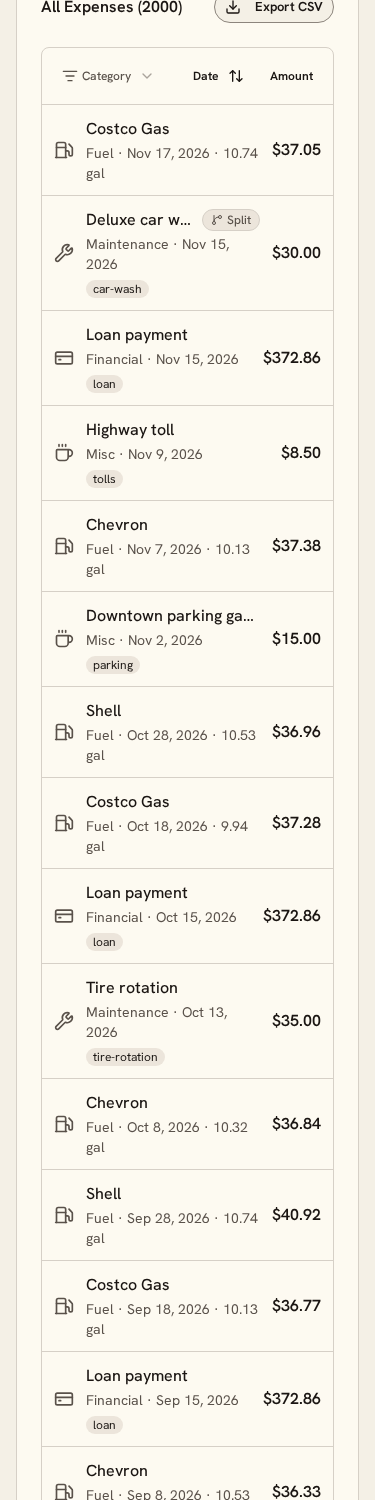 All Expenses (2000)
Export CSV
Category Date Amount
Costco Gas
Fuel · Nov 17, 2026 · 10.74
gal
$37.05
Deluxe car w... Split
Maintenance · Nov 15,
2026
$30.00
car-wash
Loan payment
Financial · Nov 15, 2026
$372.86
loan
Highway toll
Misc · Nov 9, 2026
$8.50
tolls
Chevron
Fuel · Nov 7, 2026 · 10.13
gal
$37.38
Downtown parking ga...
Misc · Nov 2, 2026
$15.00
parking
Shell
Fuel · Oct 28, 2026 · 10.53
gal
$36.96
Costco Gas
Fuel · Oct 18, 2026 · 9.94
gal
$37.28
Loan payment
Financial · Oct 15, 2026
$372.86
loan
Tire rotation
Maintenance · Oct 13,
2026
$35.00
tire-rotation
Chevron
Fuel · Oct 8, 2026 · 10.32
gal
$36.84
Shell
Fuel · Sep 28, 2026 · 10.74
gal
$40.92
Costco Gas
Fuel · Sep 18, 2026 · 10.13
gal
$36.77
Loan payment
Financial · Sep 15, 2026
$372.86
loan
Chevron
Fuel · Sep 8, 2026 · 10.53
$36.33